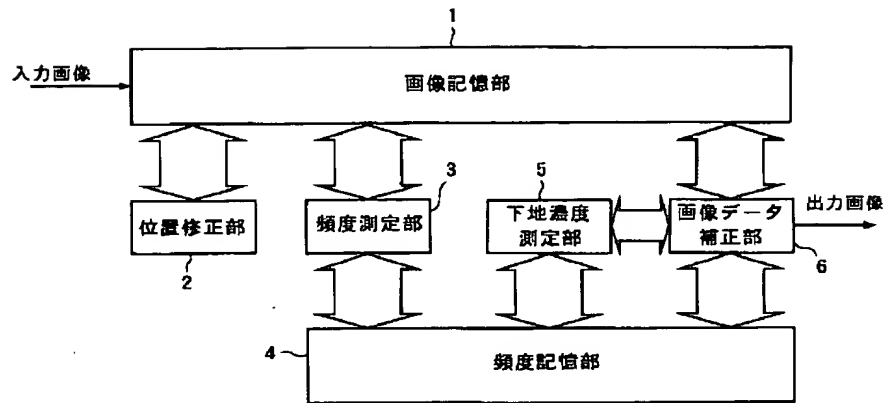 1
入力画像
画像記憶部
3
5
位置修正部
頻度測定部
下地濃度
測定部
画像データ
補正部
出力画像
2
6
4
頻度記憶部